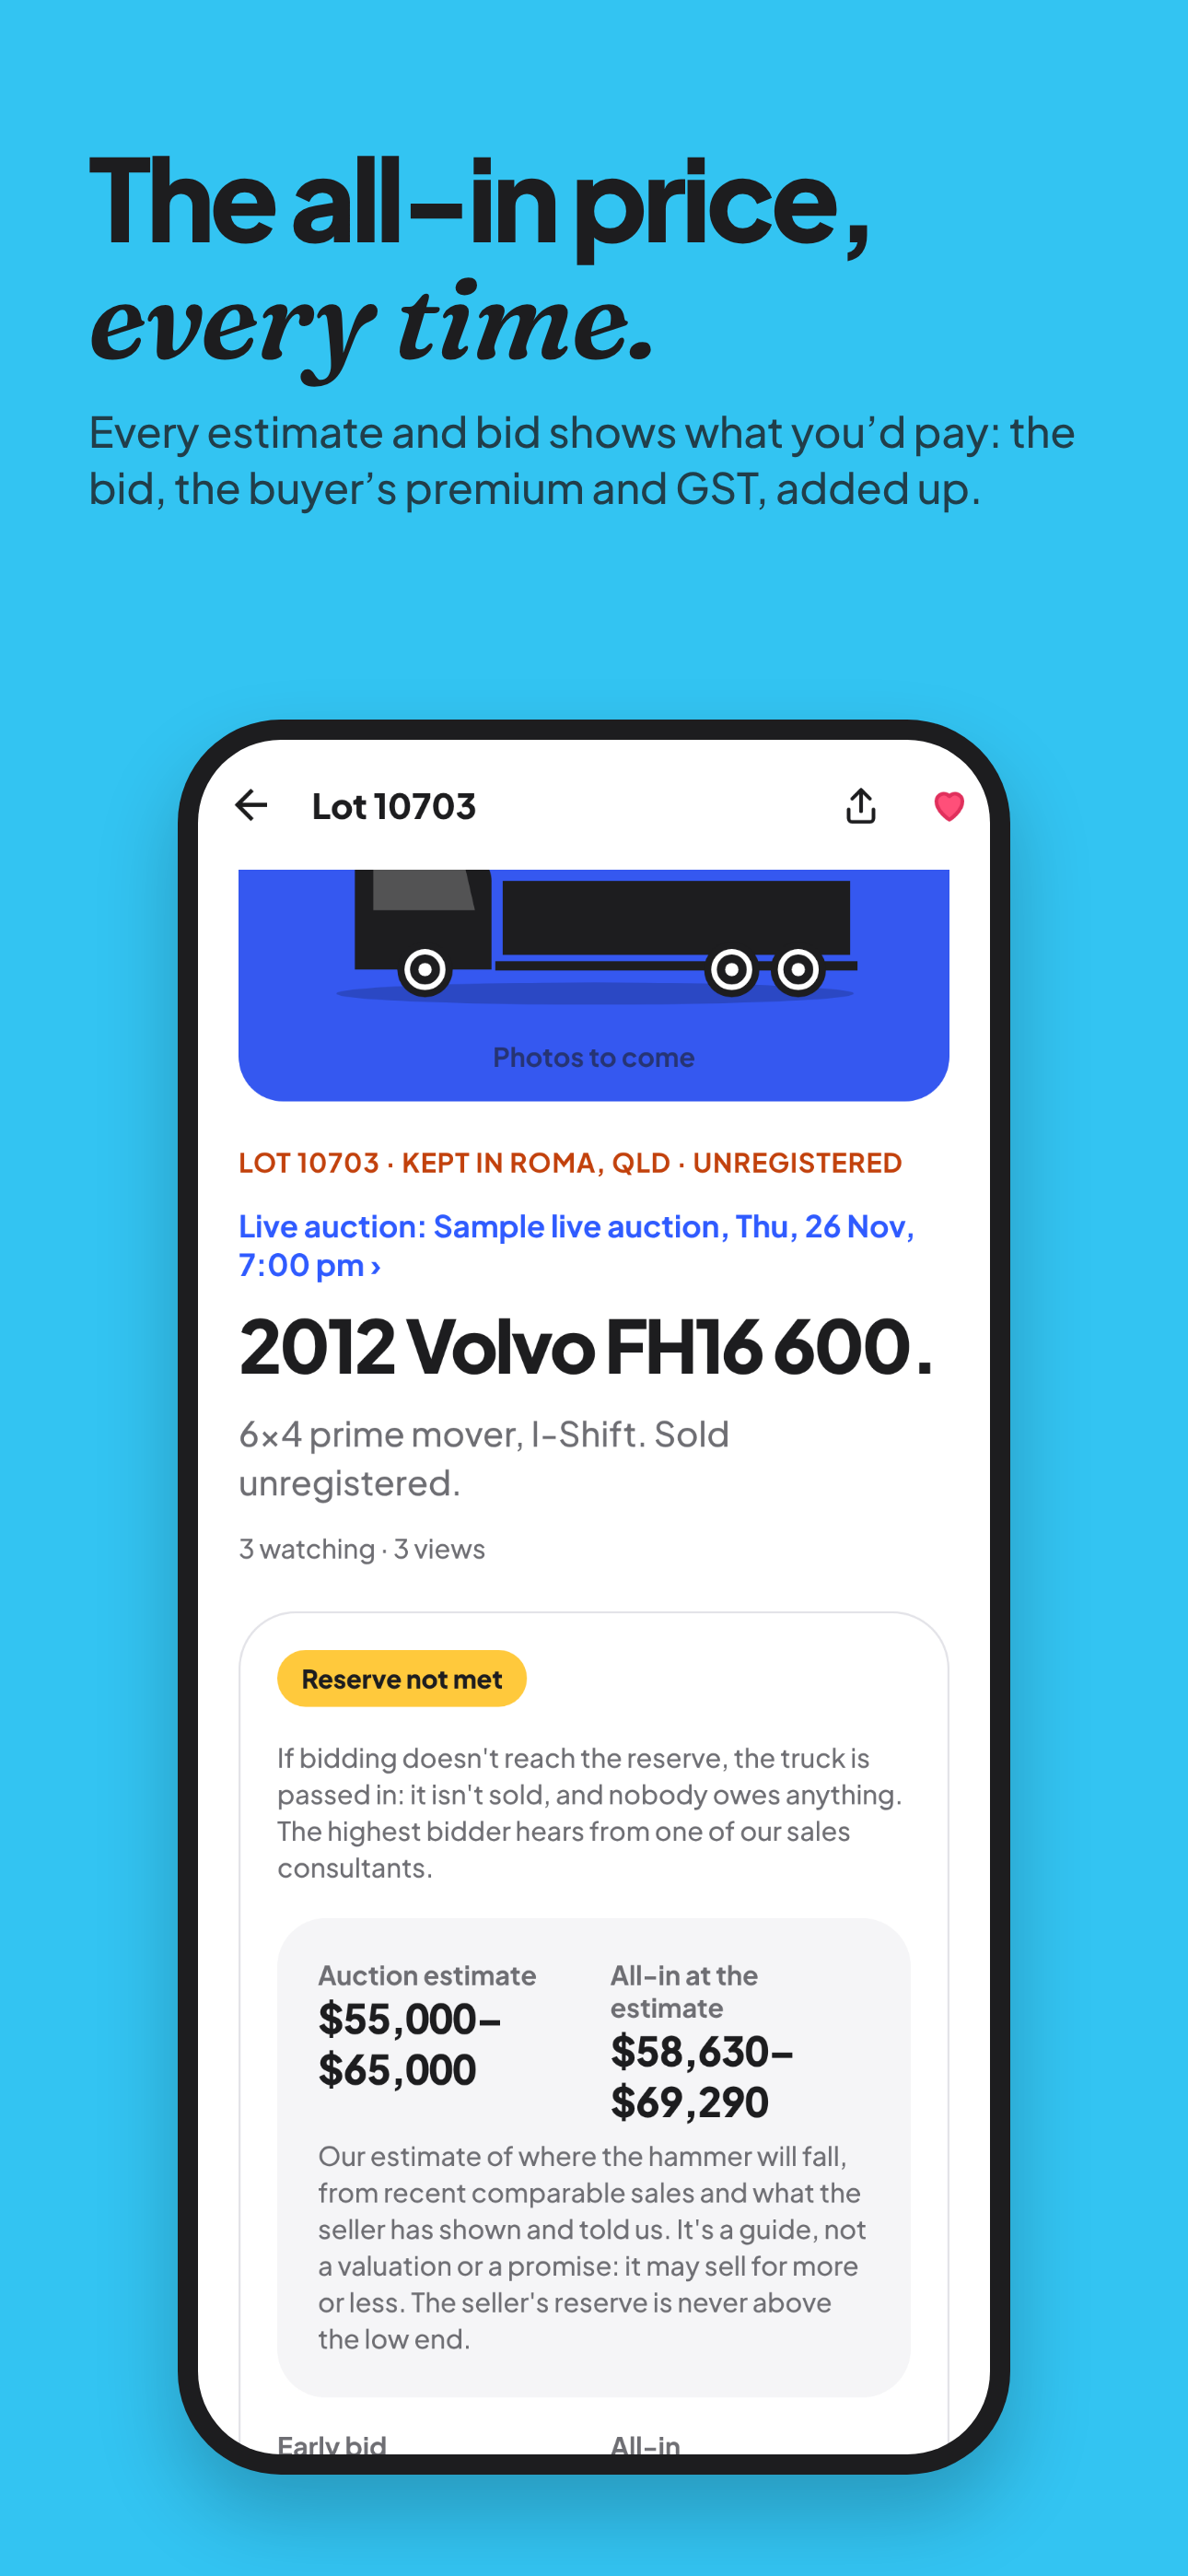 The all-in price,
every time.
Every estimate and bid shows what you’d pay: the
bid, the buyer’s premium and GST, added up.
Lot 10703
Photos to come
LOT 10703 · KEPT IN ROMA, QLD · UNREGISTERED
Live auction: Sample live auction, Thu, 26 Nov,
7:00 pm ›
2012 Volvo FH16 600.
6×4 prime mover, I-Shift. Sold
unregistered.
3 watching · 3 views
Reserve not met
If bidding doesn't reach the reserve, the truck is
passed in: it isn't sold, and nobody owes anything.
The highest bidder hears from one of our sales
consultants.
Auction estimate
$55,000–
$65,000
All-in at the
estimate
$58,630–
$69,290
Our estimate of where the hammer will fall,
from recent comparable sales and what the
seller has shown and told us. It's a guide, not
a valuation or a promise: it may sell for more
or less. The seller's reserve is never above
the low end.
Early bid
All-in